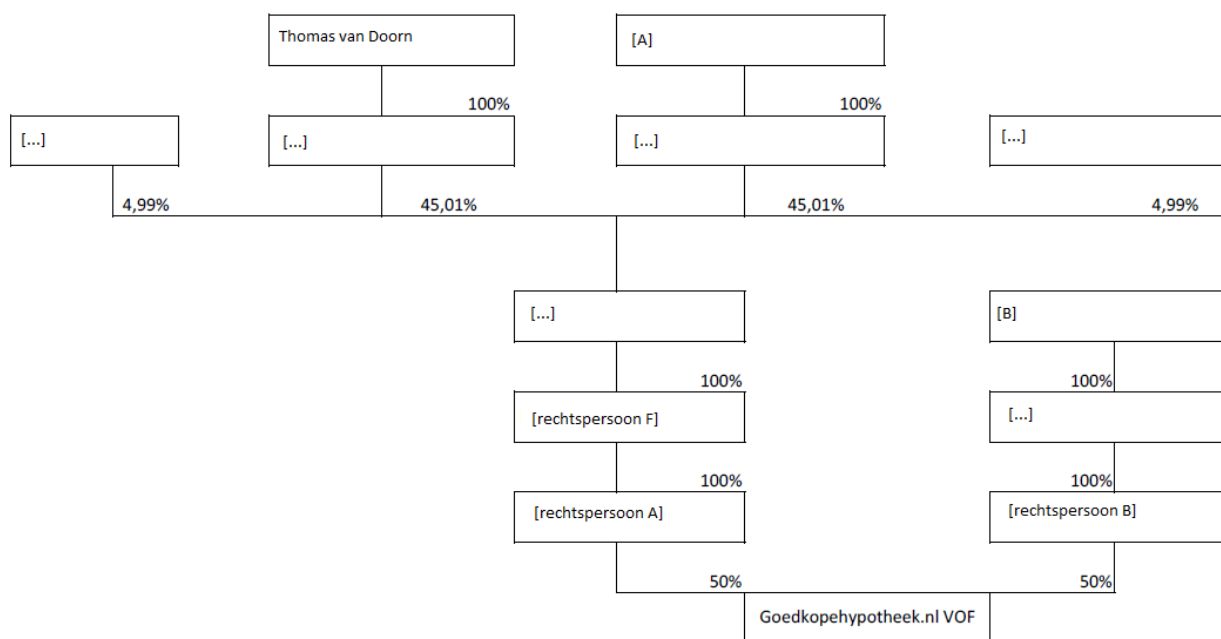 Thomas van Doorn
[A]
100%
100%
[...]
[...]
[...]
[...]
4,99%
45,01%
45,01%
4,99%
[...]
[B]
100%
100%
[rechtspersoon F]
[...]
100%
100%
[rechtspersoon A]
[rechtspersoon B]
50%
50%
Goedkopehypotheek.nl VOF